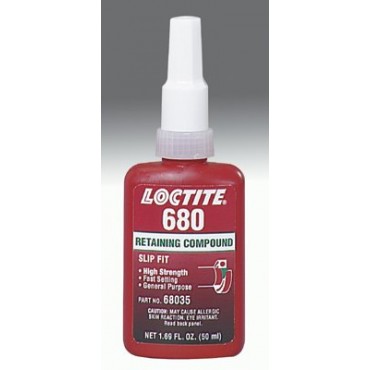 LOCTITE®
680
RETAINING COMPOUND
SLIP FIT
• High Strength
• Fast Setting
• General Purpose
PART NO. 68035
CAUTION: MAY CAUSE ALLERGIC
SKIN REACTION. EYE IRRITANT.
Read back panel.
NET 1.69 FL. OZ. (50 ml)